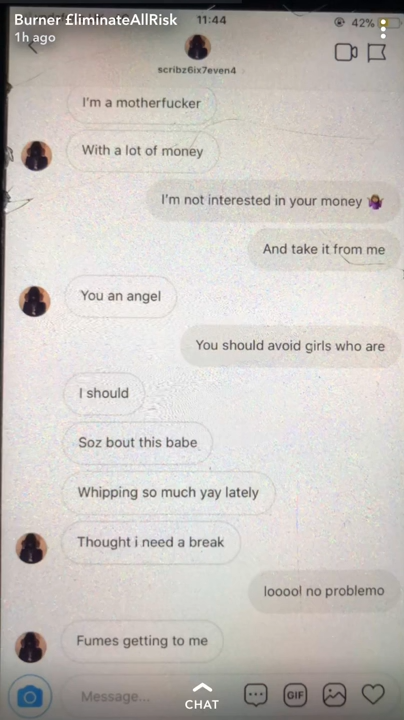 Burner £liminateAllRisk
11:44
42%
1h ago
scribz6ix7even4
I'm a motherfucker
With a lot of money
I'm not interested in your money 🤷🏾‍♀️
And take it from me
You an angel
You should avoid girls who are
I should
Soz bout this babe
Whipping so much yay lately
Thought i need a break
looool no problemo
Fumes getting to me
Message...
GIF
CHAT